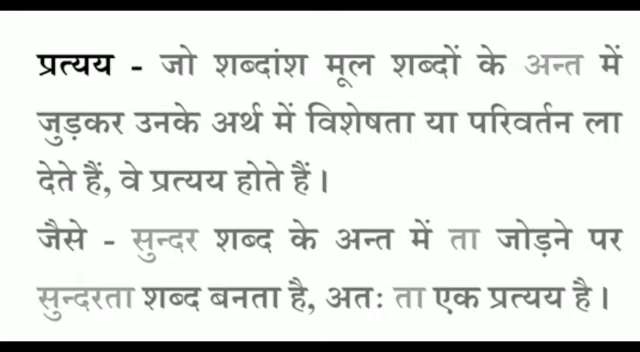 प्रत्यय - जो शब्दांश मूल शब्दों के अन्त में
जुड़कर उनके अर्थ में विशेषता या परिवर्तन ला
देते हैं, वे प्रत्यय होते हैं।
जैसे - सुन्दर शब्द के अन्त में ता जोड़ने पर
सुन्दरता शब्द बनता है, अतः ता एक प्रत्यय है।